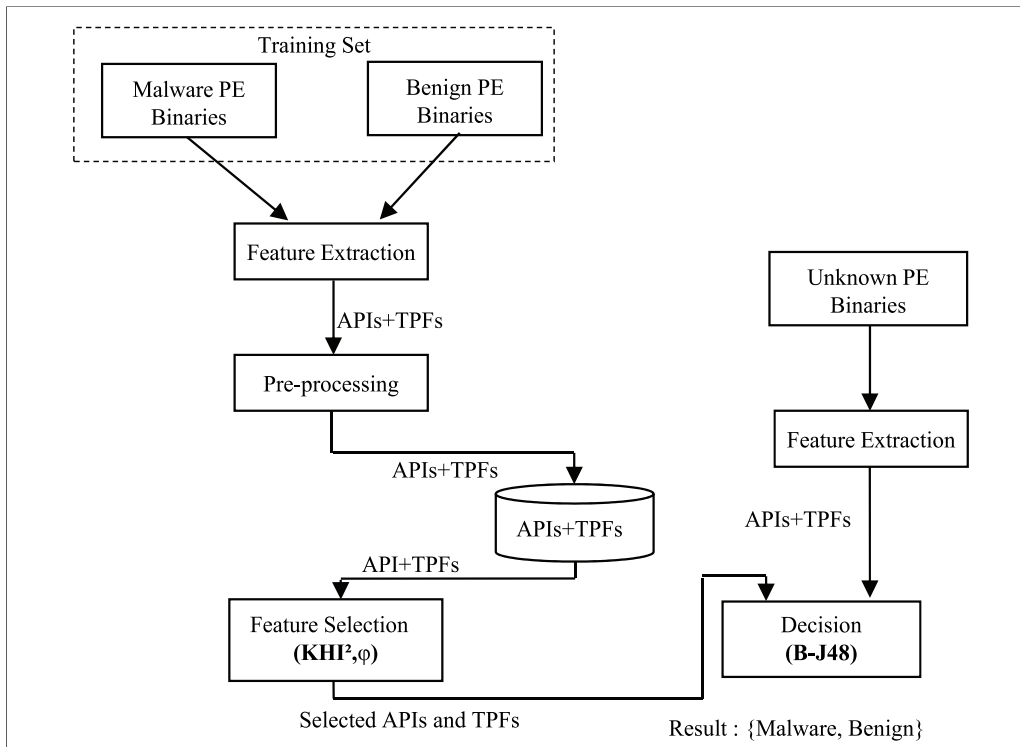 Training Set
Malware PE
Binaries
Benign PE
Binaries
Feature Extraction
APIs+TPFs
Pre-processing
APIs+TPFs
APIs+TPFs
API+TPFs
Feature Selection
(KHI²,φ)
Selected APIs and TPFs
Unknown PE
Binaries
Feature Extraction
APIs+TPFs
Decision
(B-J48)
Result : {Malware, Benign}